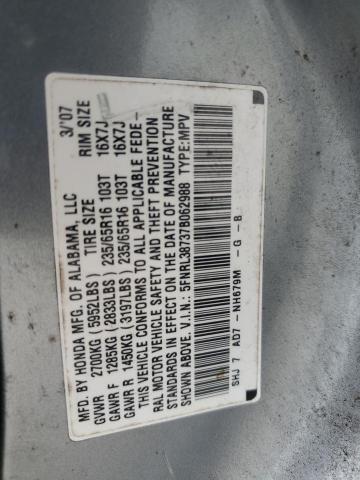 MFD. BY HONDA MFG. OF ALABAMA, LLC 3/'07
GVWR 2700KG (5952LBS) TIRE SIZE RIM SIZE
GAWR F 1285KG (2833LBS) 235/65R16 103T 16X7J
GAWR R 1450KG (3197LBS) 235/65R16 103T 16X7J
THIS VEHICLE CONFORMS TO ALL APPLICABLE FEDE-
RAL MOTOR VEHICLE SAFETY AND THEFT PREVENTION
STANDARDS IN EFFECT ON THE DATE OF MANUFACTURE
SHOWN ABOVE. V.I.N.: 5FNRL38737B062988 TYPE:MPV
SHJ 7 AD7 -NH679M -G -B